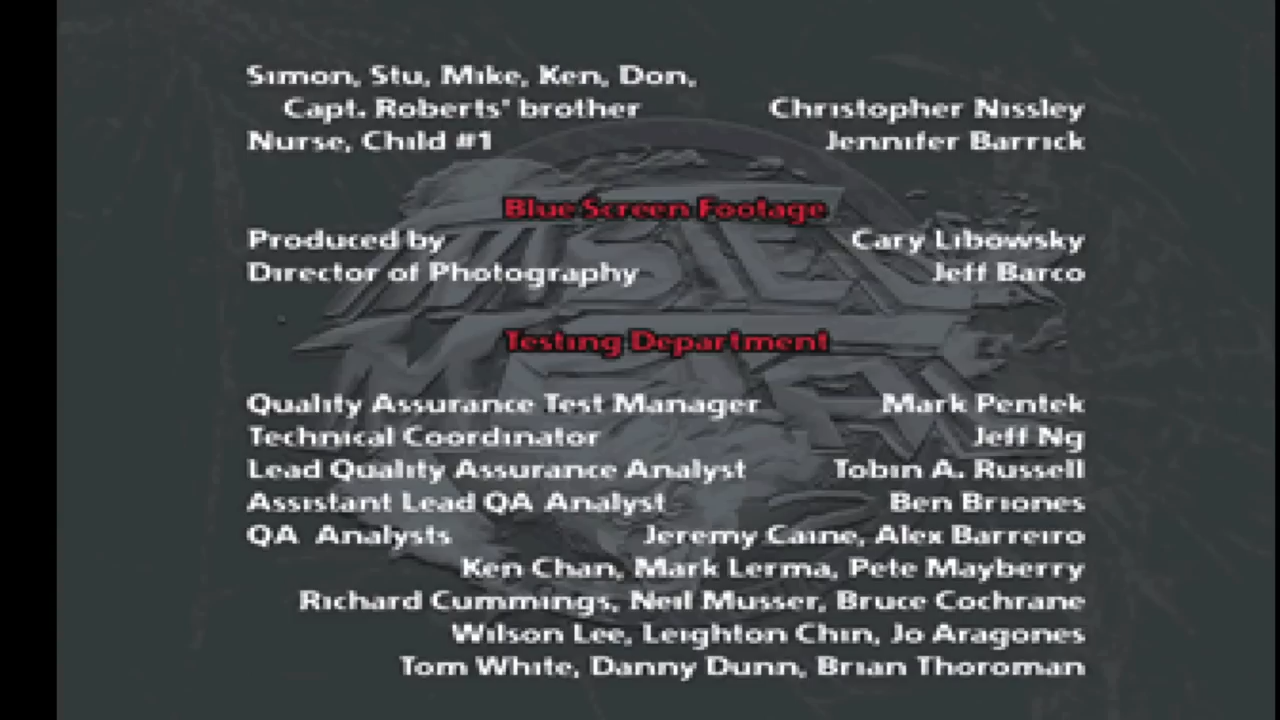 Simon, Stu, Mike, Ken, Don,
Capt. Roberts' brother Christopher Nissley
Nurse, Child #1 Jennifer Barrick
Blue Screen Footage
Produced by Cary Libowsky
Director of Photography Jeff Barco
Testing Department
Quality Assurance Test Manager Mark Pentek
Technical Coordinator Jeff Ng
Lead Quality Assurance Analyst Tobin A. Russell
Assistant Lead QA Analyst Ben Briones
QA Analysts Jeremy Caine, Alex Barreiro
Ken Chan, Mark Lerma, Pete Mayberry
Richard Cummings, Neil Musser, Bruce Cochrane
Wilson Lee, Leighton Chin, Jo Aragones
Tom White, Danny Dunn, Brian Thoroman
TWISTED
METAL